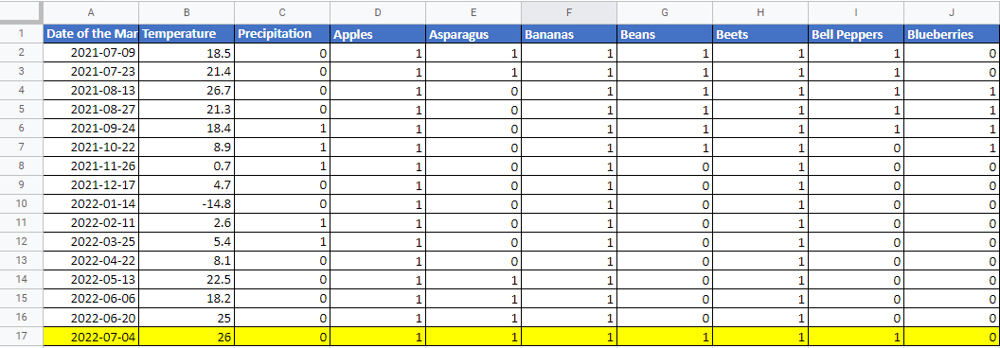 A B C D E F G H I J
1 Date of the Mar Temperature Precipitation Apples Asparagus Bananas Beans Beets Bell Peppers Blueberries
2 2021-07-09 18.5 0 1 1 1 1 1 1 0
3 2021-07-23 21.4 0 1 1 1 1 1 1 0
4 2021-08-13 26.7 0 1 0 1 1 1 1 1
5 2021-08-27 21.3 0 1 0 1 1 1 1 1
6 2021-09-24 18.4 1 1 0 1 1 1 1 1
7 2021-10-22 8.9 1 1 0 1 1 1 0 1
8 2021-11-26 0.7 1 1 0 1 0 1 0 0
9 2021-12-17 4.7 0 1 0 1 0 1 0 0
10 2022-01-14 -14.8 0 1 0 1 0 1 0 0
11 2022-02-11 2.6 1 1 0 1 0 1 0 0
12 2022-03-25 5.4 1 1 0 1 0 1 0 0
13 2022-04-22 8.1 0 1 0 1 0 1 0 0
14 2022-05-13 22.5 0 1 1 1 0 1 0 0
15 2022-06-06 18.2 0 1 1 1 0 1 0 0
16 2022-06-20 25 0 1 1 1 0 1 0 0
17 2022-07-04 26 0 1 1 1 1 1 1 0